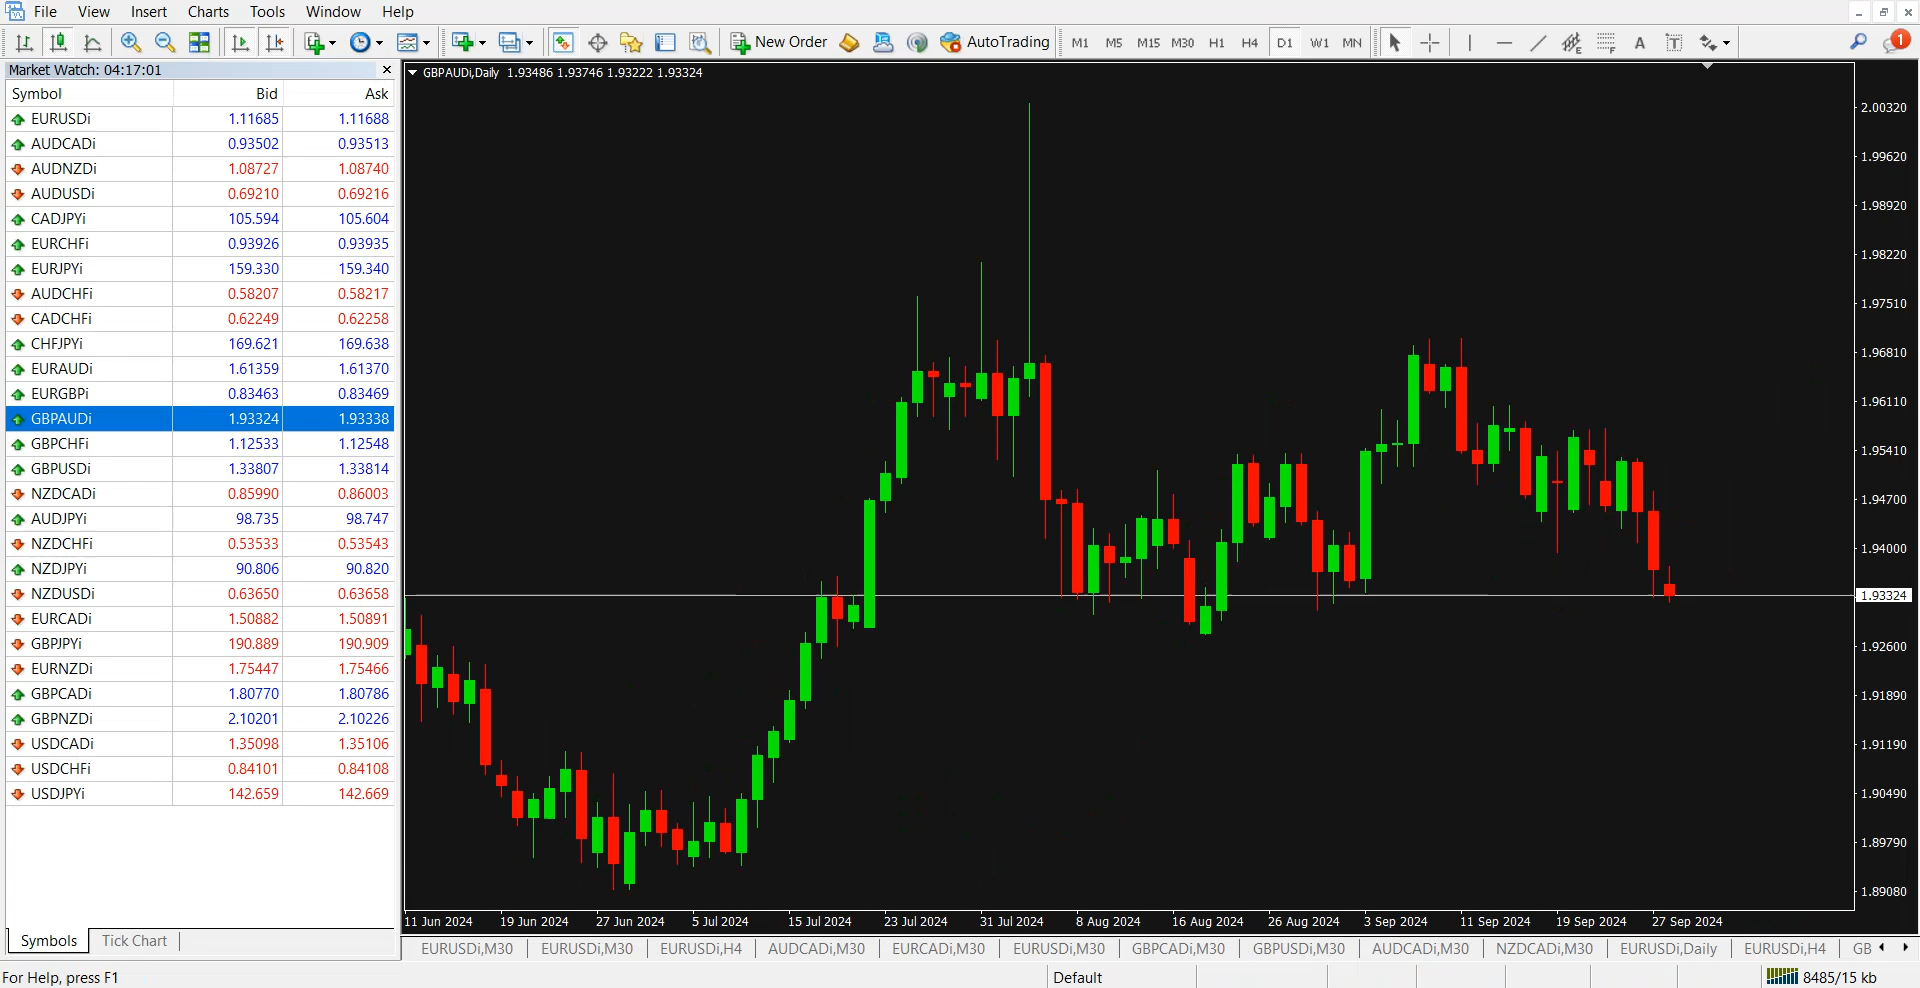 File View Insert Charts Tools Window Help
New Order AutoTrading M1 M5 M15 M30 H1 H4 D1 W1 MN A T 1
Market Watch: 04:17:01
Symbol Bid Ask
EURUSDi 1.11685 1.11688
AUDCADi 0.93502 0.93513
AUDNZDi 1.08727 1.08740
AUDUSDi 0.69210 0.69216
CADJPYi 105.594 105.604
EURCHFi 0.93926 0.93935
EURJPYi 159.330 159.340
AUDCHFi 0.58207 0.58217
CADCHFi 0.62249 0.62258
CHFJPYi 169.621 169.638
EURAUDi 1.61359 1.61370
EURGBPi 0.83463 0.83469
GBPAUDi 1.93324 1.93338
GBPCHFi 1.12533 1.12548
GBPUSDi 1.33807 1.33814
NZDCADi 0.85990 0.86003
AUDJPYi 98.735 98.747
NZDCHFi 0.53533 0.53543
NZDJPYi 90.806 90.820
NZDUSDi 0.63650 0.63658
EURCADi 1.50882 1.50891
GBPJPYi 190.889 190.909
EURNZDi 1.75447 1.75466
GBPCADi 1.80770 1.80786
GBPNZDi 2.10201 2.10226
USDCADi 1.35098 1.35106
USDCHFi 0.84101 0.84108
USDJPYi 142.659 142.669
Symbols Tick Chart
GBPAUDi,Daily 1.93486 1.93746 1.93222 1.93324
2.00320
1.99620
1.98920
1.98220
1.97510
1.96810
1.96110
1.95410
1.94700
1.94000
1.93324
1.92600
1.91890
1.91190
1.90490
1.89790
1.89080
11 Jun 2024 19 Jun 2024 27 Jun 2024 5 Jul 2024 15 Jul 2024 23 Jul 2024 31 Jul 2024 8 Aug 2024 16 Aug 2024 26 Aug 2024 3 Sep 2024 11 Sep 2024 19 Sep 2024 27 Sep 2024
EURUSDi,M30 EURUSDi,M30 EURUSDi,H4 AUDCADi,M30 EURCADi,M30 EURUSDi,M30 GBPCADi,M30 GBPUSDi,M30 AUDCADi,M30 NZDCADi,M30 EURUSDi,Daily EURUSDi,H4 GB
For Help, press F1 Default 8485/15 kb